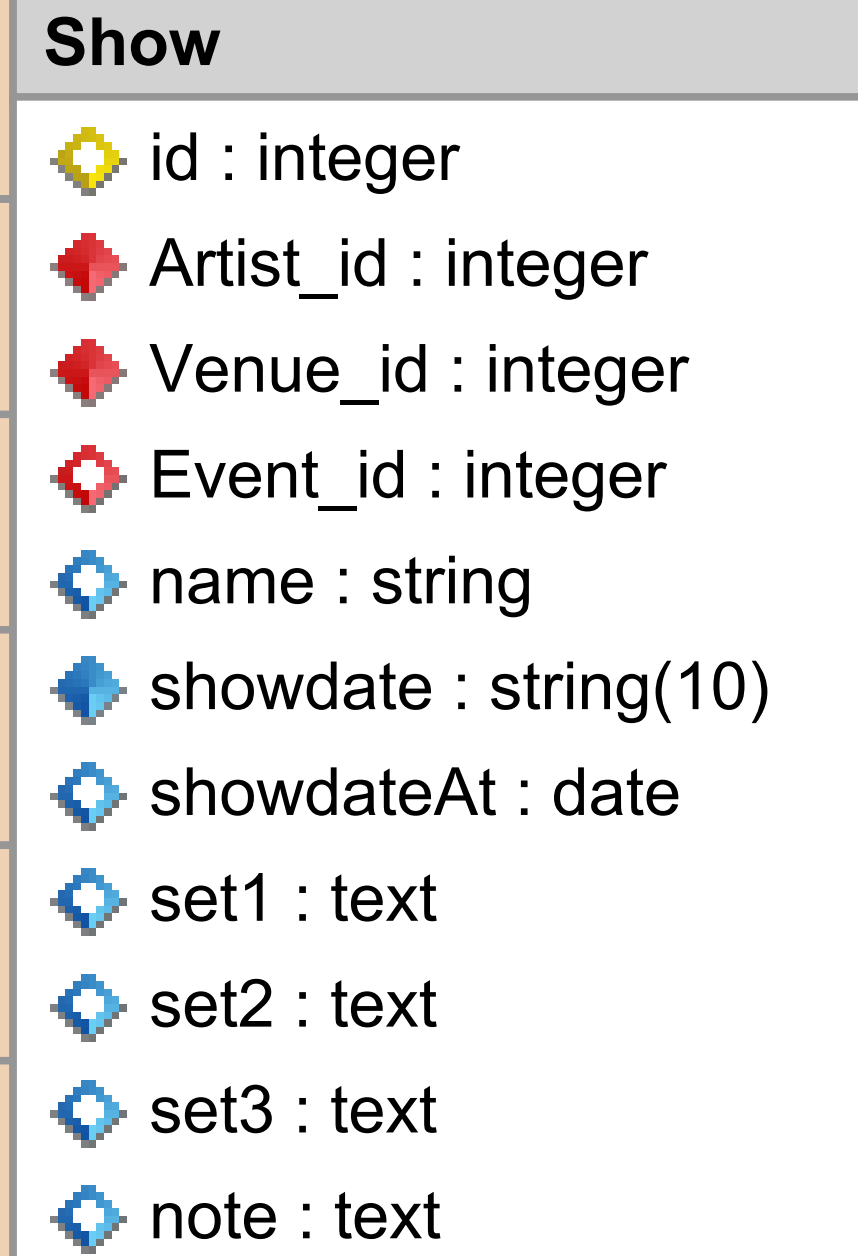 Show
id : integer
Artist_id : integer
Venue_id : integer
Event_id : integer
name : string
showdate : string(10)
showdateAt : date
set1 : text
set2 : text
set3 : text
note : text